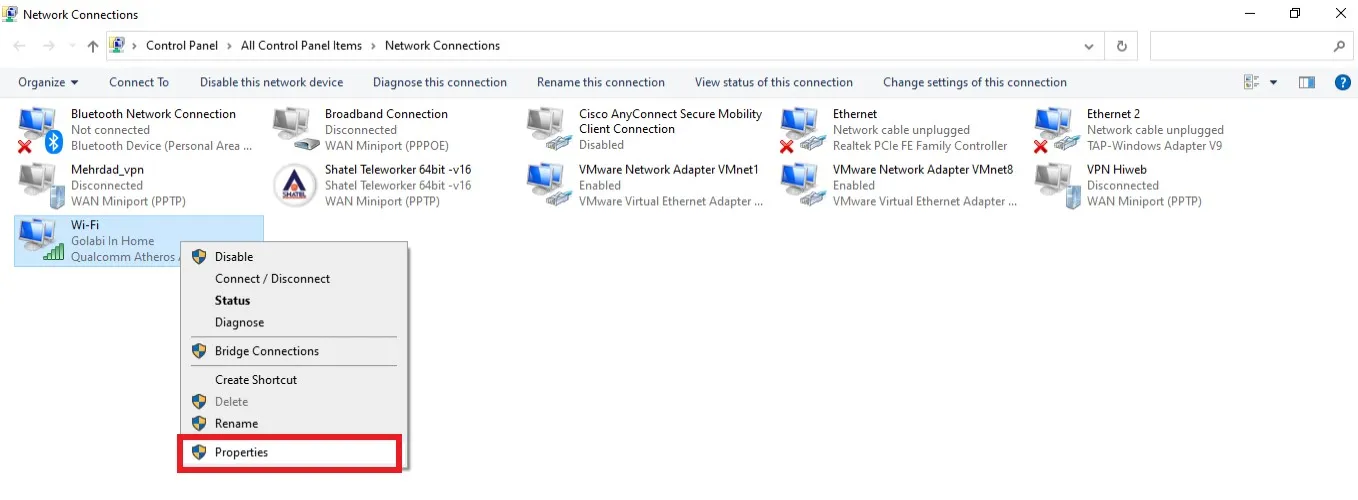 Network Connections
Control Panel > All Control Panel Items > Network Connections
Organize Connect To Disable this network device Diagnose this connection Rename this connection View status of this connection Change settings of this connection
Bluetooth Network Connection
Not connected
Bluetooth Device (Personal Area ...
Broadband Connection
Disconnected
WAN Miniport (PPPOE)
Cisco AnyConnect Secure Mobility
Client Connection
Disabled
Ethernet
Network cable unplugged
Realtek PCIe FE Family Controller
Ethernet 2
Network cable unplugged
TAP-Windows Adapter V9
Mehrdad_vpn
Disconnected
WAN Miniport (PPTP)
SHATEL
Shatel Teleworker 64bit -v16
Shatel Teleworker 64bit -v16
WAN Miniport (PPTP)
VMware Network Adapter VMnet1
Enabled
VMware Virtual Ethernet Adapter ...
VMware Network Adapter VMnet8
Enabled
VMware Virtual Ethernet Adapter ...
VPN Hiweb
Disconnected
WAN Miniport (PPTP)
Wi-Fi
Golabi In Home
Qualcomm Atheros
Disable
Connect / Disconnect
Status
Diagnose
Bridge Connections
Create Shortcut
Delete
Rename
Properties